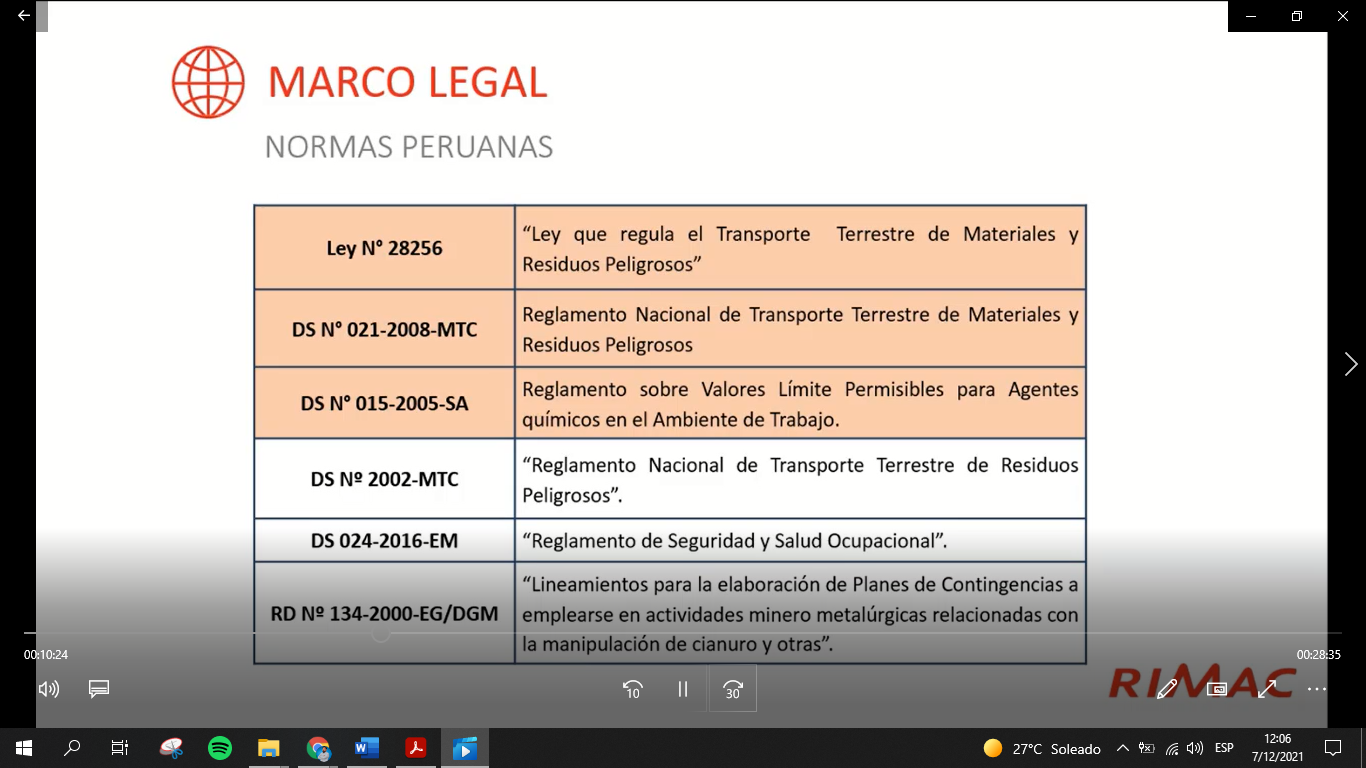 MARCO LEGAL
NORMAS PERUANAS
Ley N° 28256
“Ley que regula el Transporte Terrestre de Materiales y
Residuos Peligrosos”
DS N° 021-2008-MTC
Reglamento Nacional de Transporte Terrestre de Materiales y
Residuos Peligrosos
DS N° 015-2005-SA
Reglamento sobre Valores Límite Permisibles para Agentes
químicos en el Ambiente de Trabajo.
DS Nº 2002-MTC
“Reglamento Nacional de Transporte Terrestre de Residuos
Peligrosos”.
DS 024-2016-EM
“Reglamento de Seguridad y Salud Ocupacional”.
RD Nº 134-2000-EG/DGM
“Lineamientos para la elaboración de Planes de Contingencias a
emplearse en actividades minero metalúrgicas relacionadas con
la manipulación de cianuro y otras”.
00:10:24
00:28:35
10
30
RIMAC
27°C Soleado
ESP
12:06
7/12/2021